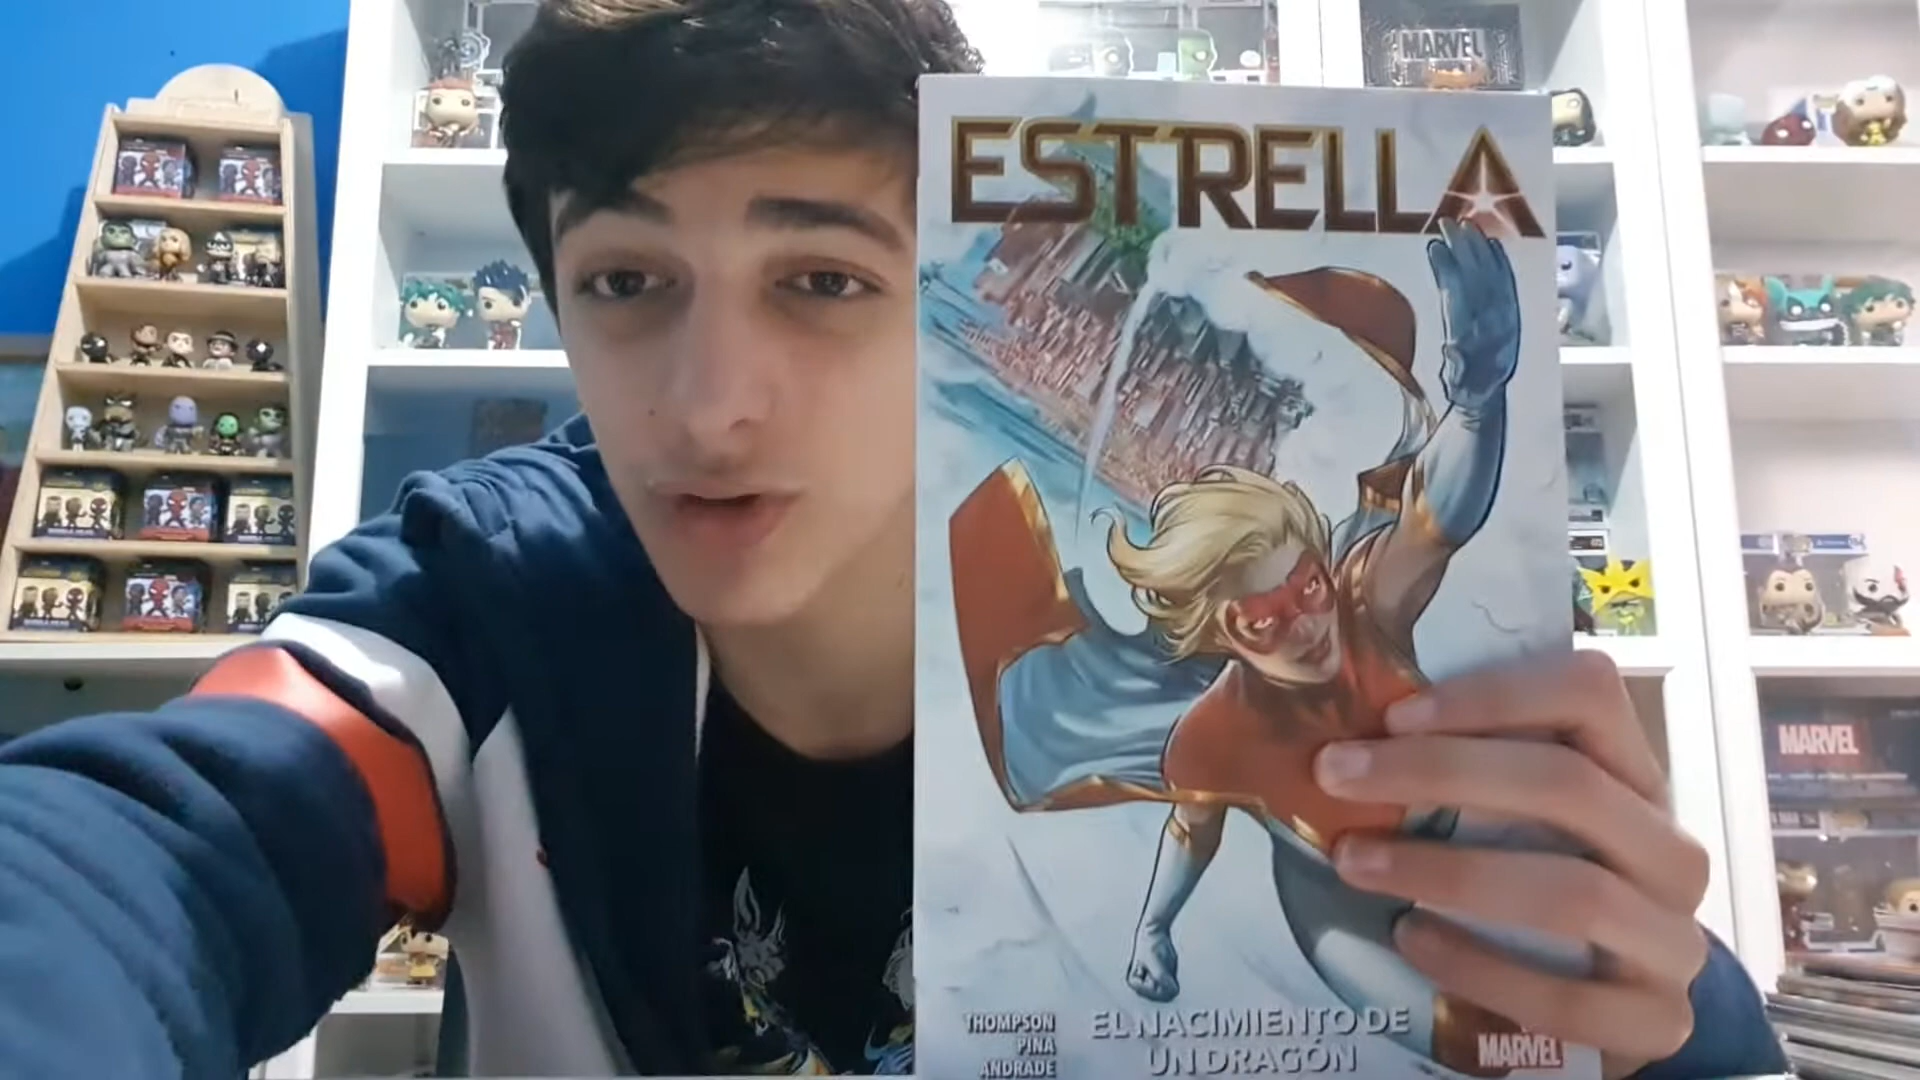 MARVEL
ESTRELLA
MARVEL
THOMPSON
PINA
ANDRADE
EL NACIMIENTO DE
UN DRAGÓN
MARVEL